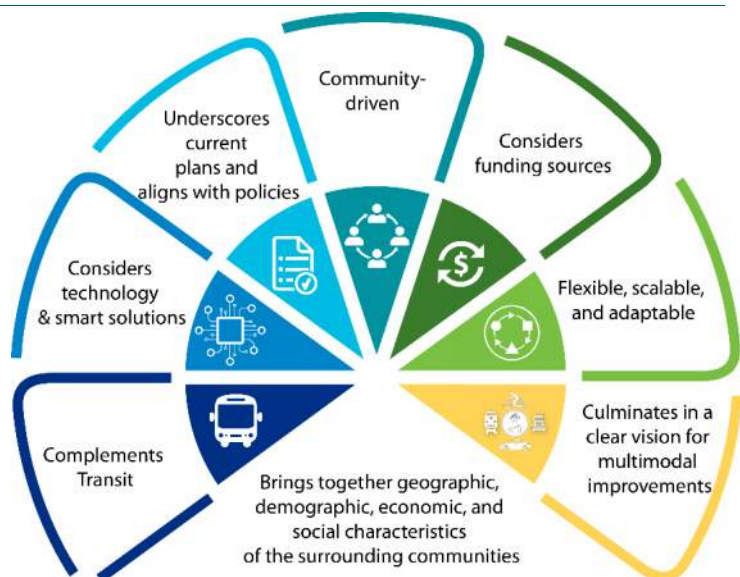 Complements
Transit
Considers
technology
& smart solutions
Underscores
current
plans and
aligns with policies
Community-
driven
Considers
funding sources
Flexible, scalable,
and adaptable
Culminates in a
clear vision for
multimodal
improvements
Brings together geographic,
demographic, economic, and
social characteristics
of the surrounding communities
$